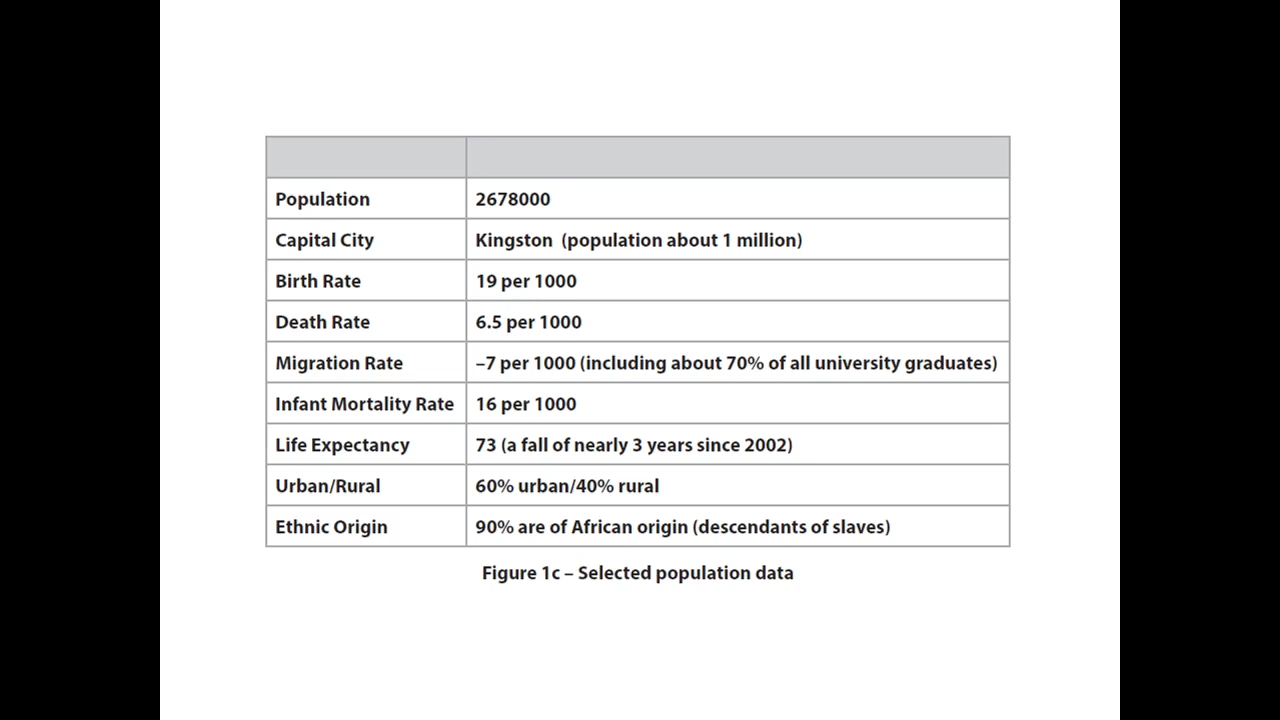 Population 2678000
Capital City Kingston (population about 1 million)
Birth Rate 19 per 1000
Death Rate 6.5 per 1000
Migration Rate –7 per 1000 (including about 70% of all university graduates)
Infant Mortality Rate 16 per 1000
Life Expectancy 73 (a fall of nearly 3 years since 2002)
Urban/Rural 60% urban/40% rural
Ethnic Origin 90% are of African origin (descendants of slaves)
Figure 1c – Selected population data